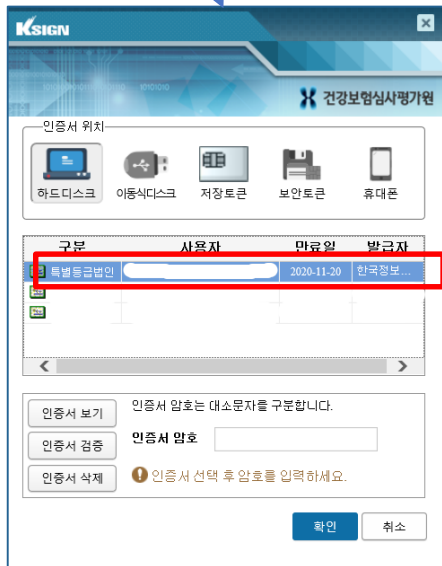 KSIGN
건강보험심사평가원
인증서 위치
하드디스크 이동식디스크 저장토큰 보안토큰 휴대폰
구분 사용자 만료일 발급자
특별등급법인 2020-11-20 한국정보...
인증서 보기 인증서 암호는 대소문자를 구분합니다.
인증서 검증 인증서 암호
인증서 삭제 인증서 선택 후 암호를 입력하세요.
확인 취소